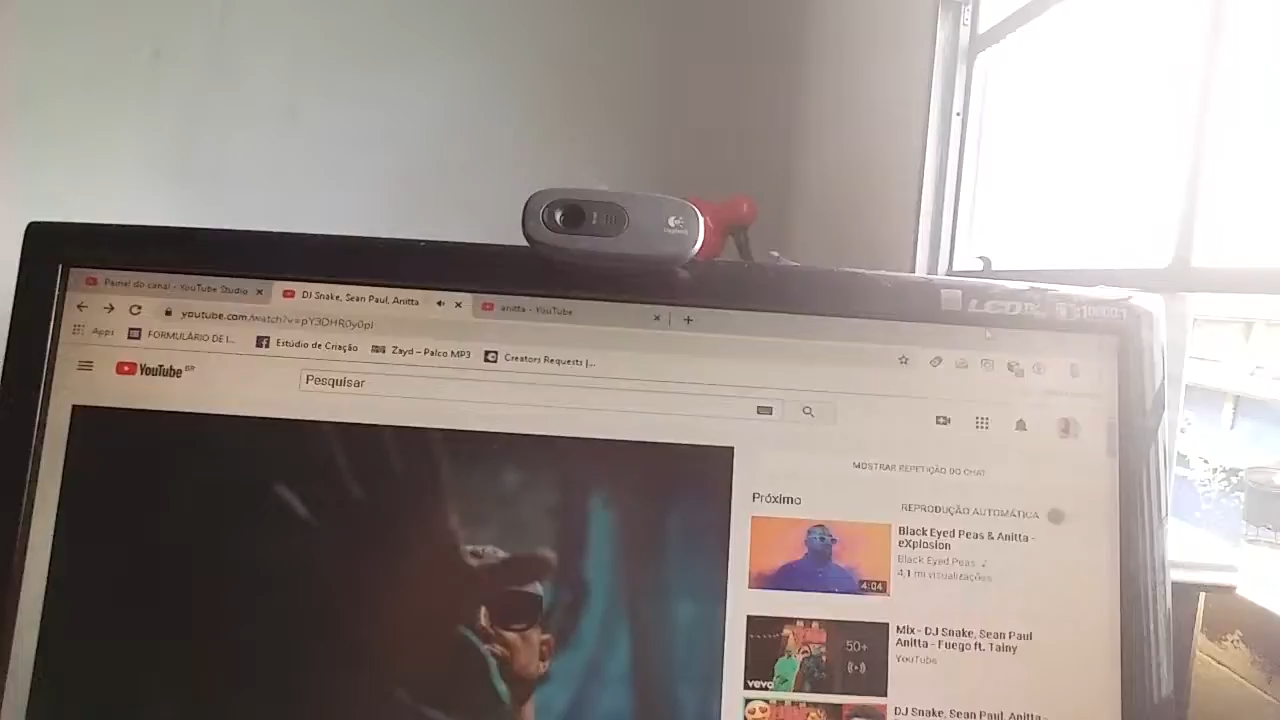 logitech
LCD TV
Painel do canal - YouTube Studio
DJ Snake, Sean Paul, Anitta
anitta - YouTube
youtube.com/watch?v=pY3DHR0y0pI
Apps
FORMULÁRIO DE I...
Estúdio de Criação
Zayd – Palco MP3
Creators Requests |...
YouTube BR
Pesquisar
MOSTRAR REPETIÇÃO DO CHAT
Próximo
REPRODUÇÃO AUTOMÁTICA
Black Eyed Peas & Anitta -
eXplosion
Black Eyed Peas
4,1 mi visualizações
4:04
Mix - DJ Snake, Sean Paul
Anitta - Fuego ft. Tainy
YouTube
50+
vevo
DJ Snake, Sean Paul, Anitta -